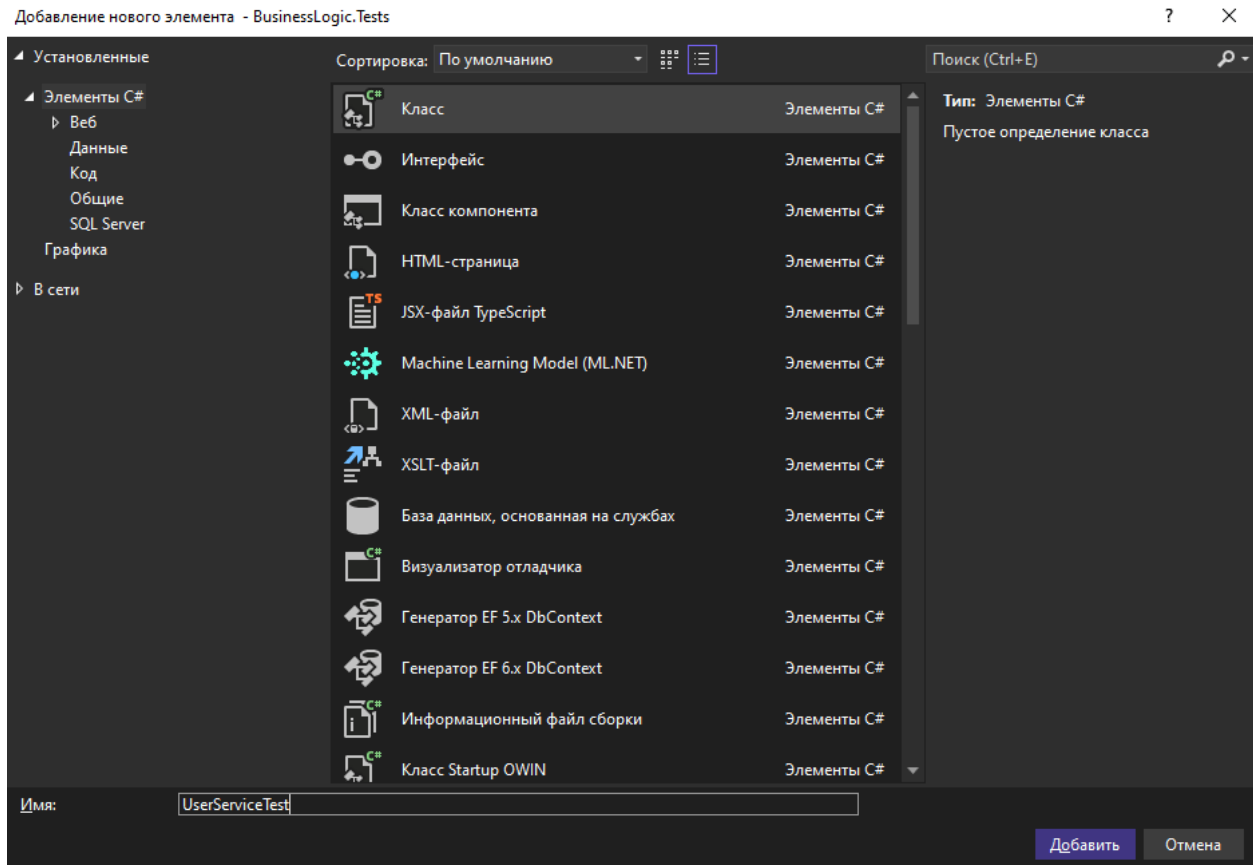 Добавление нового элемента - BusinessLogic.Tests
?
Установленные
Элементы C#
Веб
Данные
Код
Общие
SQL Server
Графика
В сети
Сортировка: По умолчанию
Класс Элементы C#
Интерфейс Элементы C#
Класс компонента Элементы C#
HTML-страница Элементы C#
JSX-файл TypeScript Элементы C#
Machine Learning Model (ML.NET) Элементы C#
XML-файл Элементы C#
XSLT-файл Элементы C#
База данных, основанная на службах Элементы C#
Визуализатор отладчика Элементы C#
Генератор EF 5.x DbContext Элементы C#
Генератор EF 6.x DbContext Элементы C#
Информационный файл сборки Элементы C#
Класс Startup OWIN Элементы C#
Поиск (Ctrl+E)
Тип: Элементы C#
Пустое определение класса
Имя: UserServiceTest
Добавить Отмена